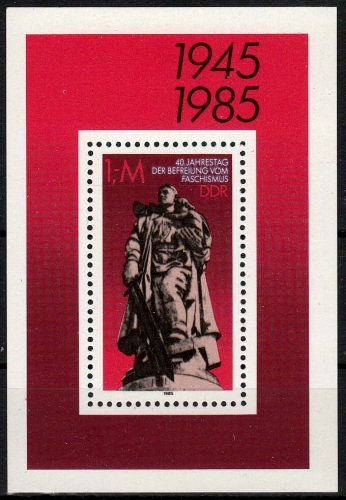 1945
1985
1,-M
40. JAHRESTAG
DER BEFREIUNG VOM
FASCHISMUS
DDR
1985